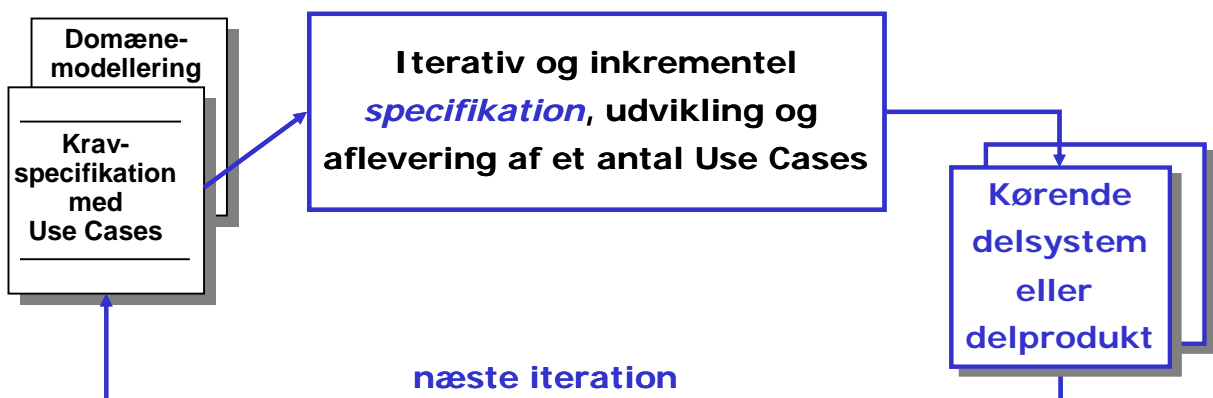 Domæne-
modellering
Krav-
specifikation
med
Use Cases
Iterativ og inkrementel
specifikation, udvikling og
aflevering af et antal Use Cases
Kørende
delsystem
eller
delprodukt
næste iteration